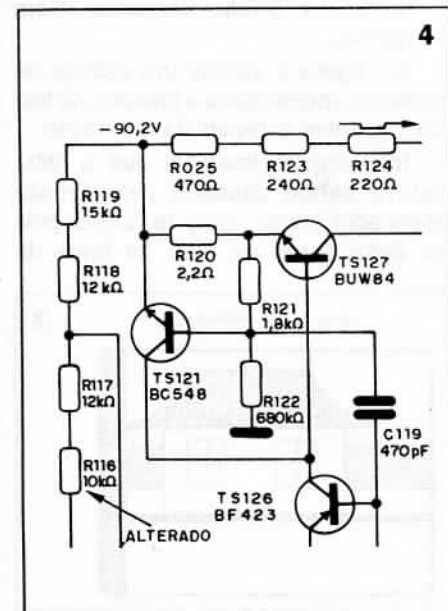 4
−90,2V
R025
470Ω
R123
240Ω
R124
220Ω
R119
15kΩ
R120
2,2Ω
TS127
BUW84
R118
12kΩ
R121
1,8kΩ
TS121
BC548
R122
680kΩ
R117
12kΩ
C119
470pF
R116
10kΩ
TS126
BF423
ALTERADO